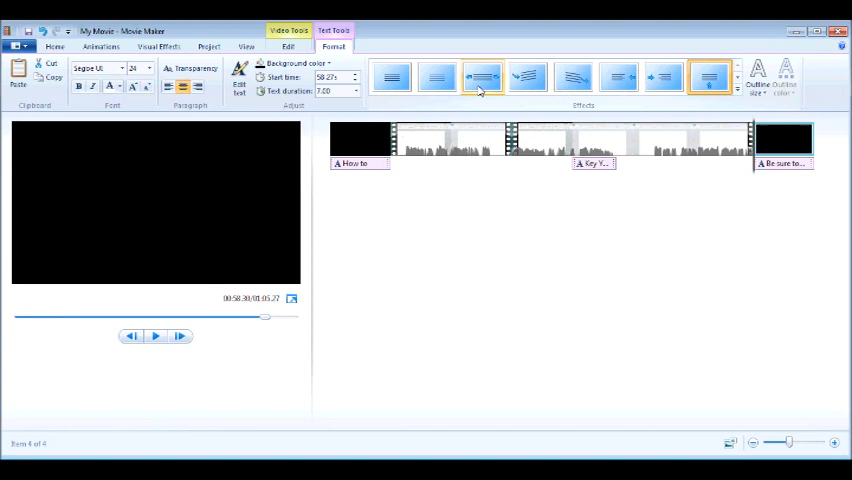 My Movie - Movie Maker
Video Tools
Text Tools
Home
Animations
Visual Effects
Project
View
Edit
Format
Paste
Cut
Copy
Clipboard
Segoe UI
24
B I A A A
Font
Transparency
Paragraph
Edit text
Background color
Start time: 58.27s
Text duration: 7.00
Adjust
Effects
Outline size
Outline color
A How to
A Key Y...
A Be sure to...
00:58.30/01:05.27
Item 4 of 4